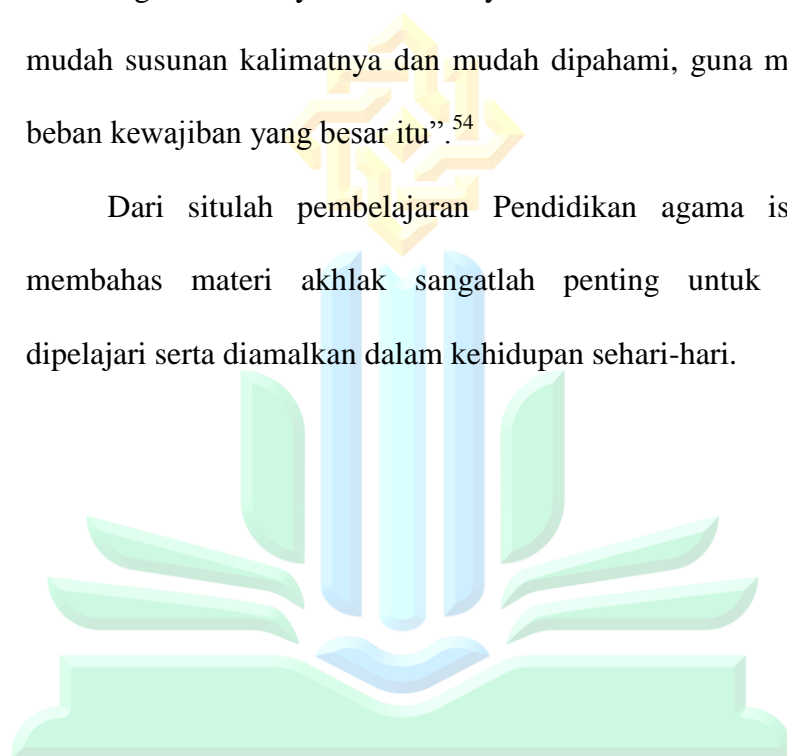 mudah susunan kalimatnya dan mudah dipahami, guna
beban kewajiban yang besar itu”.54
Dari situlah pembelajaran Pendidikan agama
membahas materi akhlak sangatlah penting untuk
dipelajari serta diamalkan dalam kehidupan sehari-hari.